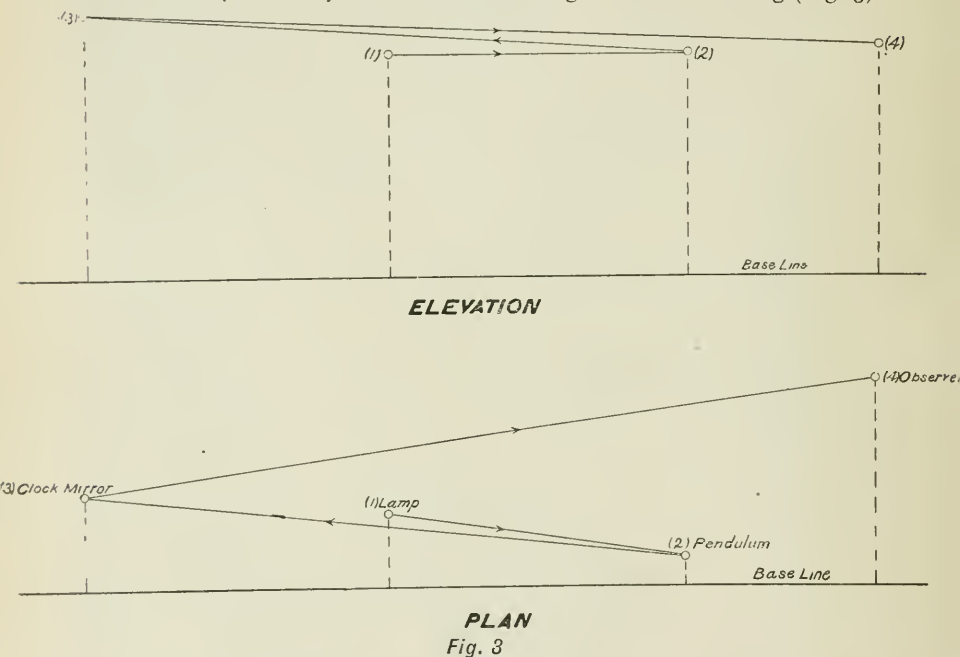 (3)
(4)
(1)
(2)
Base Line
ELEVATION
(4) Observer
(3) Clock Mirror
(1) Lamp
(2) Pendulum
Base Line
PLAN
Fig. 3